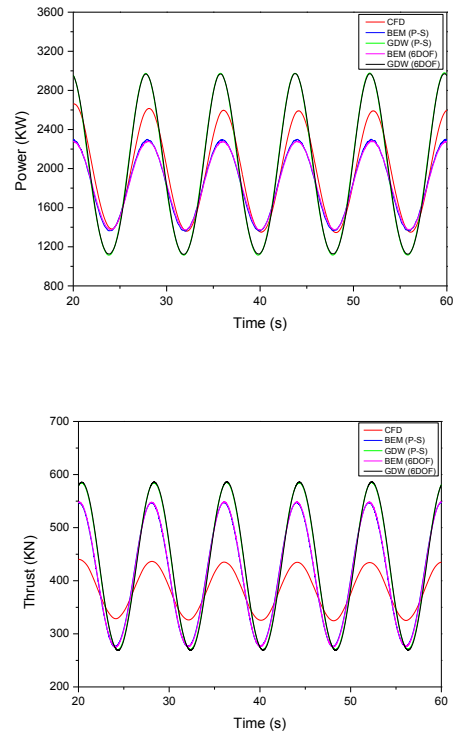 3600
3200
2800
2400
2000
1600
1200
800
Power (KW)
CFD
BEM (P-S)
GDW (P-S)
BEM (6DOF)
GDW (6DOF)
20 30 40 50 60
Time (s)
700
600
500
400
300
200
Thrust (KN)
CFD
BEM (P-S)
GDW (P-S)
BEM (6DOF)
GDW (6DOF)
20 30 40 50 60
Time (s)